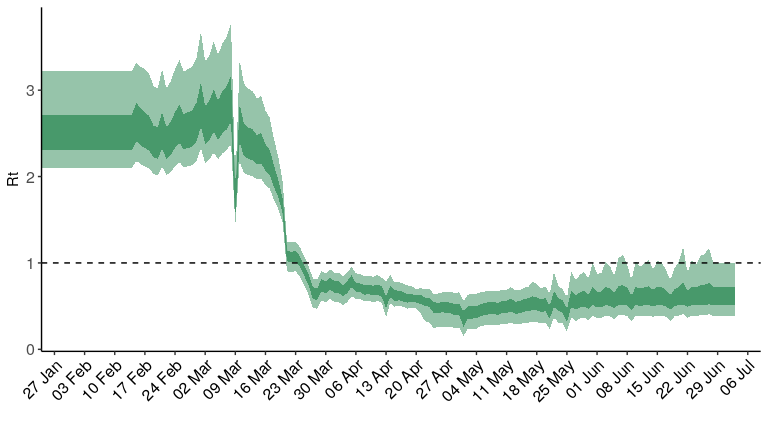 3
2
1
0
Rt
27 Jan
03 Feb
10 Feb
17 Feb
24 Feb
02 Mar
09 Mar
16 Mar
23 Mar
30 Mar
06 Apr
13 Apr
20 Apr
27 Apr
04 May
11 May
18 May
25 May
01 Jun
08 Jun
15 Jun
22 Jun
29 Jun
06 Jul